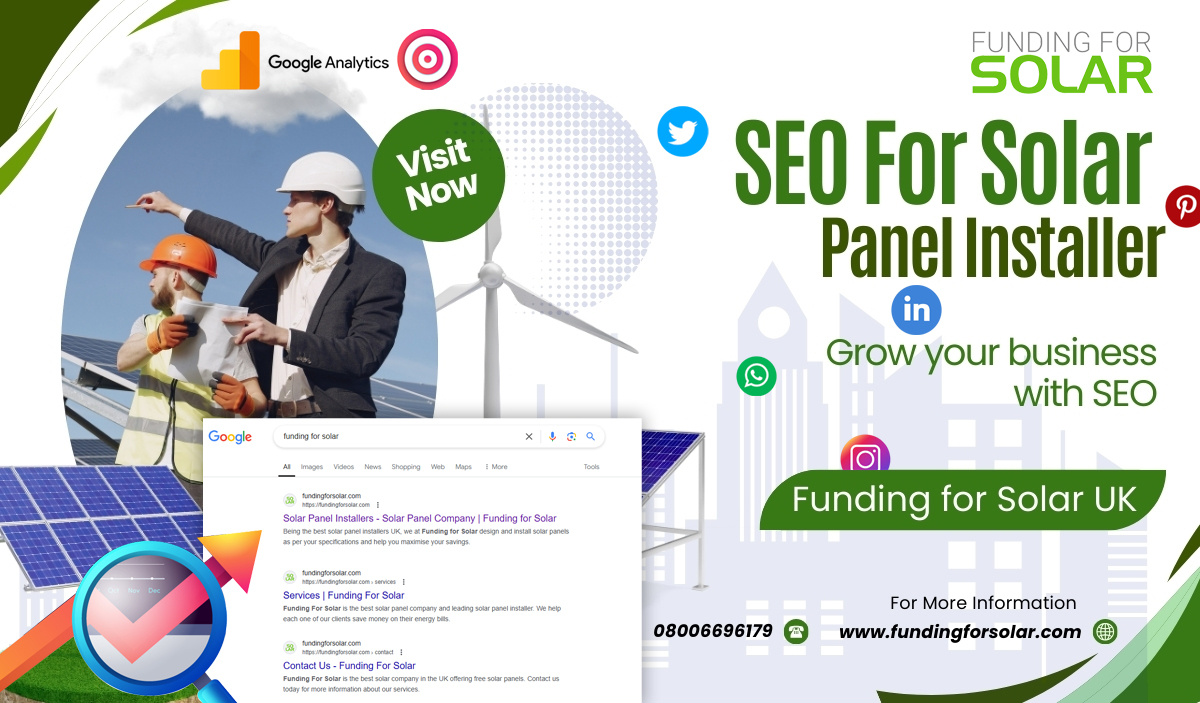 Google Analytics
FUNDING FOR
SOLAR
Visit
Now
SEO For Solar
Panel Installer
in
Grow your business
with SEO
Funding for Solar UK
For More Information
08006696179
www.fundingforsolar.com
Google
funding for solar
All Images Videos News Shopping Web Maps More Tools
fundingforsolar.com
https://fundingforsolar.com
Solar Panel Installers - Solar Panel Company | Funding for Solar
Being the best solar panel installers UK, we at Funding for Solar design and install solar panels
as per your specifications and help you maximise your savings.
fundingforsolar.com
https://fundingforsolar.com › services
Services | Funding For Solar
Funding For Solar is the best solar panel company and leading solar panel installer. We help
each one of our clients save money on their energy bills.
fundingforsolar.com
https://fundingforsolar.com › contact
Contact Us - Funding For Solar
Funding For Solar is the best solar company in the UK offering free solar panels. Contact us
today for more information about our services.
Oct Nov Dec